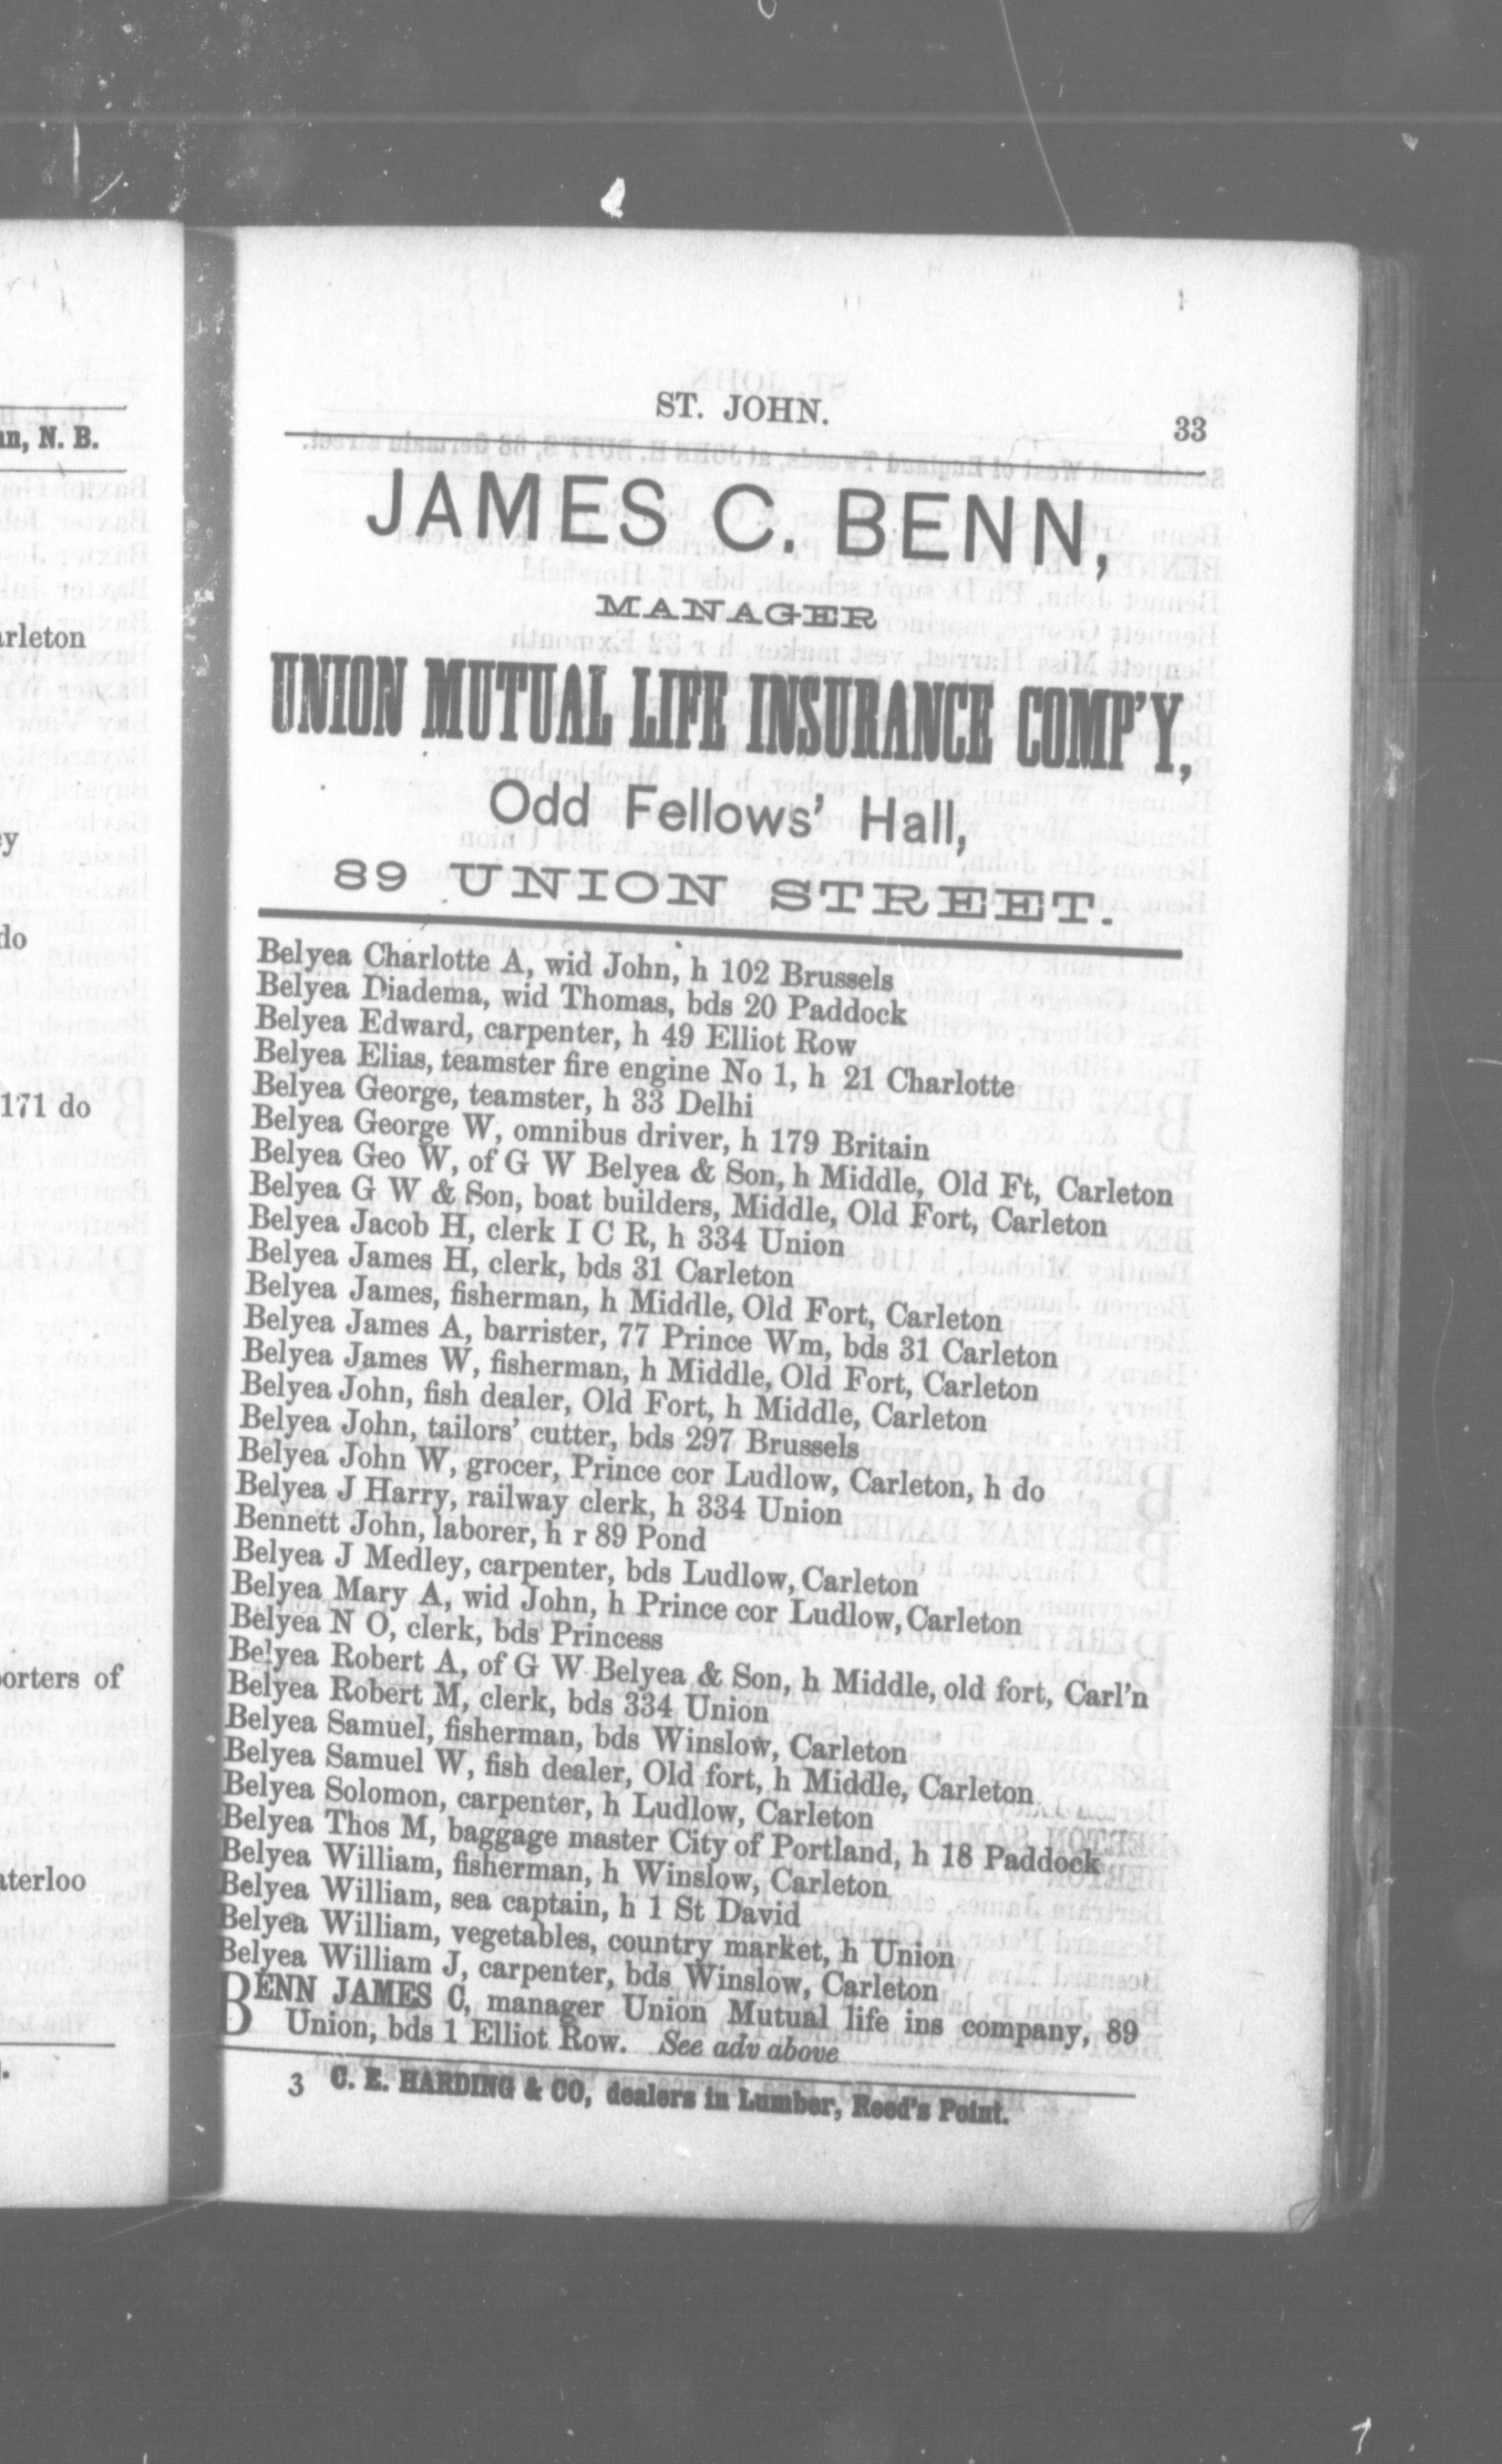 ST. JOHN.
33
JAMES C. BENN,
MANAGER
UNION MUTUAL LIFE INSURANCE COMP'Y,
Odd Fellows' Hall,
89 UNION STREET.
Belyea Charlotte A, wid John, h 102 Brussels
Belyea Diadema, wid Thomas, bds 20 Paddock
Belyea Edward, carpenter, h 49 Elliot Row
Belyea Elias, teamster fire engine No 1, h 21 Charlotte
Belyea George, teamster, h 33 Delhi
Belyea George W, omnibus driver, h 179 Britain
Belyea Geo W, of G W Belyea & Son, h Middle, Old Ft, Carleton
Belyea G W & Son, boat builders, Middle, Old Fort, Carleton
Belyea Jacob H, clerk I C R, h 334 Union
Belyea James H, clerk, bds 31 Carleton
Belyea James, fisherman, h Middle, Old Fort, Carleton
Belyea James A, barrister, 77 Prince Wm, bds 31 Carleton
Belyea James W, fisherman, h Middle, Old Fort, Carleton
Belyea John, fish dealer, Old Fort, h Middle, Carleton
Belyea John, tailors' cutter, bds 297 Brussels
Belyea John W, grocer, Prince cor Ludlow, Carleton, h do
Belyea J Harry, railway clerk, h 334 Union
Bennett John, laborer, h r 89 Pond
Belyea J Medley, carpenter, bds Ludlow, Carleton
Belyea Mary A, wid John, h Prince cor Ludlow, Carleton
Belyea N O, clerk, bds Princess
Belyea Robert A, of G W Belyea & Son, h Middle, old fort, Carl'n
Belyea Robert M, clerk, bds 334 Union
Belyea Samuel, fisherman, bds Winslow, Carleton
Belyea Samuel W, fish dealer, Old fort, h Middle, Carleton
Belyea Solomon, carpenter, h Ludlow, Carleton
Belyea Thos M, baggage master City of Portland, h 18 Paddock
Belyea William, fisherman, h Winslow, Carleton
Belyea William, sea captain, h 1 St David
Belyea William, vegetables, country market, h Union
Belyea William J, carpenter, bds Winslow, Carleton
BENN JAMES C, manager Union Mutual life ins company, 89
Union, bds 1 Elliot Row. See adv above
3 C. E. HARDING & CO, dealers in Lumber, Reed's Point.
N. B.
do
171 do
of